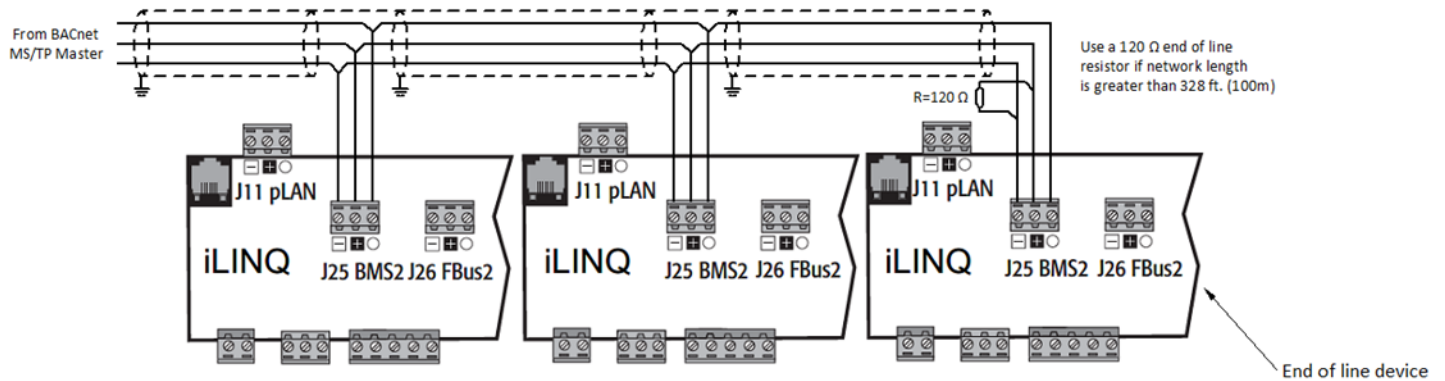 From BACnet
MS/TP Master
Use a 120 Ω end of line
resistor if network length
is greater than 328 ft. (100m)
R=120 Ω
J11 pLAN
J11 pLAN
J11 pLAN
iLINQ
J25 BMS2
J26 FBus2
iLINQ
J25 BMS2
J26 FBus2
iLINQ
J25 BMS2
J26 FBus2
End of line device